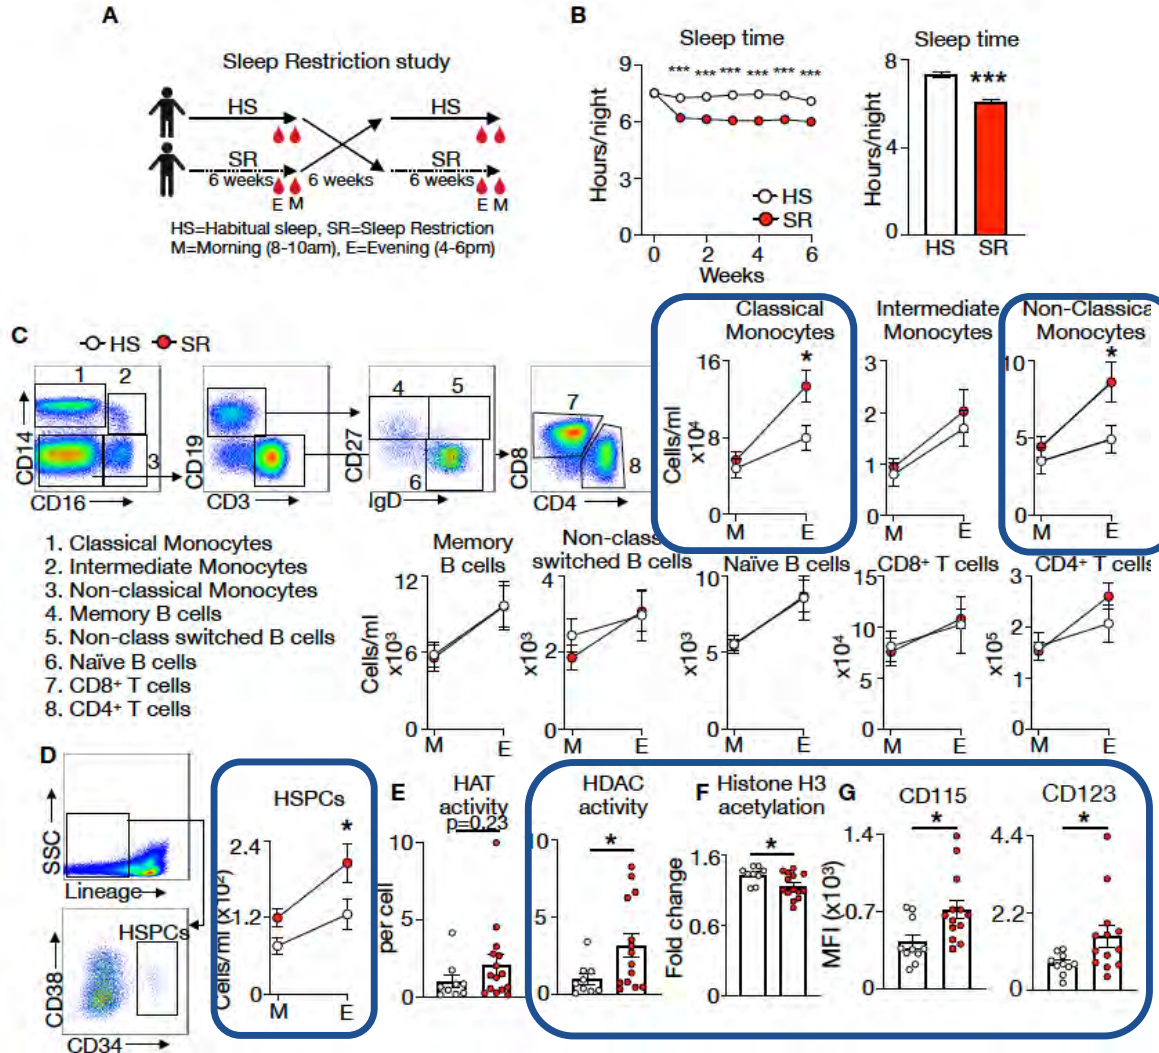 A
Sleep Restriction study
HS
HS
SR
SR
6 weeks
6 weeks
6 weeks
E M
E M
HS=Habitual sleep, SR=Sleep Restriction
M=Morning (8-10am), E=Evening (4-6pm)
B
Sleep time
Hours/night
9
6
3
0
*** *** *** *** *** ***
HS
SR
0 2 4 6
Weeks
Sleep time
Hours/night
8
4
0
***
HS SR
C
HS SR
1 2
3
CD14
CD16
CD19
CD3
4 5
6
CD27
IgD
7
8
CD8
CD4
Classical
Monocytes
Cells/ml
x10⁴
16
8
0
*
M E
Intermediate
Monocytes
3
2
1
0
M E
Non-Classica
Monocytes
10
5
0
*
M E
1. Classical Monocytes
2. Intermediate Monocytes
3. Non-classical Monocytes
4. Memory B cells
5. Non-class switched B cells
6. Naïve B cells
7. CD8⁺ T cells
8. CD4⁺ T cells
Memory
B cells
Cells/ml
x10³
12
6
0
M E
Non-class
switched B cells
x10³
4
2
0
M E
Naïve B cells
x10³
10
5
0
M E
CD8⁺ T cells
x10⁴
15
10
5
0
M E
CD4⁺ T cells
x10⁵
3
2
1
0
M E
D
SSC
Lineage
HSPCs
CD38
CD34
HSPCs
Cells/ml (x10²)
2.4
1.2
0
*
M E
E
HAT
activity
p=0.23
per cell
10
5
0
HDAC
activity
10
5
0
*
F
Histone H3
acetylation
Fold change
1.6
0.6
0
*
G
CD115
MFI (x10³)
1.4
0.7
0
*
CD123
4.4
2.2
0
*